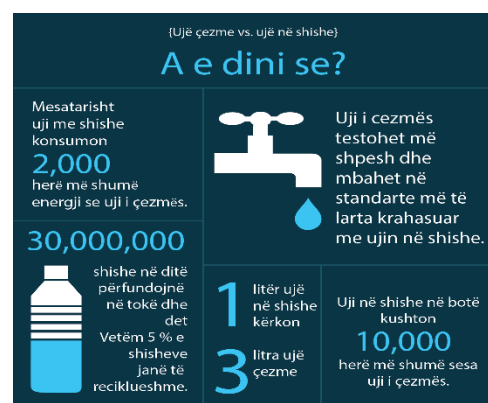 {Ujë çezme vs. ujë në shishe}
A e dini se?
Mesatarisht
uji me shishe
konsumon
2,000
herë më shumë
energji se uji i çezmës.
Uji i cezmës
testohet më
shpesh dhe
mbahet në
standarte më të
larta krahasuar
me ujin në shishe.
30,000,000
shishe në ditë
përfundojnë
në tokë dhe
det
Vetëm 5 % e
shisheve
janë të
reciklueshme.
1 litër ujë
në shishe
kërkon
3 litra ujë
çezme
Uji në shishe në botë
kushton
10,000
herë më shumë sesa
uji i çezmës.